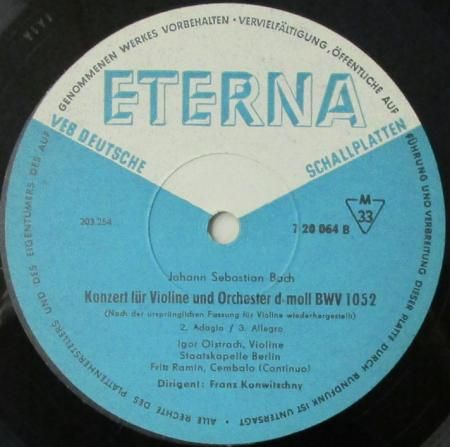 ALLE RECHTE DES PLATTENHERSTELLERS UND DES EIGENTÜMERS DES AUF GENOMMENEN WERKES VORBEHALTEN · VERVIELFÄLTIGUNG, ÖFFENTLICHE AUF FÜHRUNG UND VERBREITUNG DIESER PLATTE DURCH RUNDFUNK IST UNTERSAGT ·
ETERNA
VEB DEUTSCHE SCHALLPLATTEN
M
33
203 254
7 20 064 B
Johann Sebastian Bach
Konzert für Violine und Orchester d-moll BWV 1052
(Nach der ursprünglichen Fassung für Violine wiederhergestellt)
2. Adagio / 3. Allegro
Igor Oistrach, Violine
Staatskapelle Berlin
Fritz Ramin, Cembalo (Continuo)
Dirigent: Franz Konwitschny